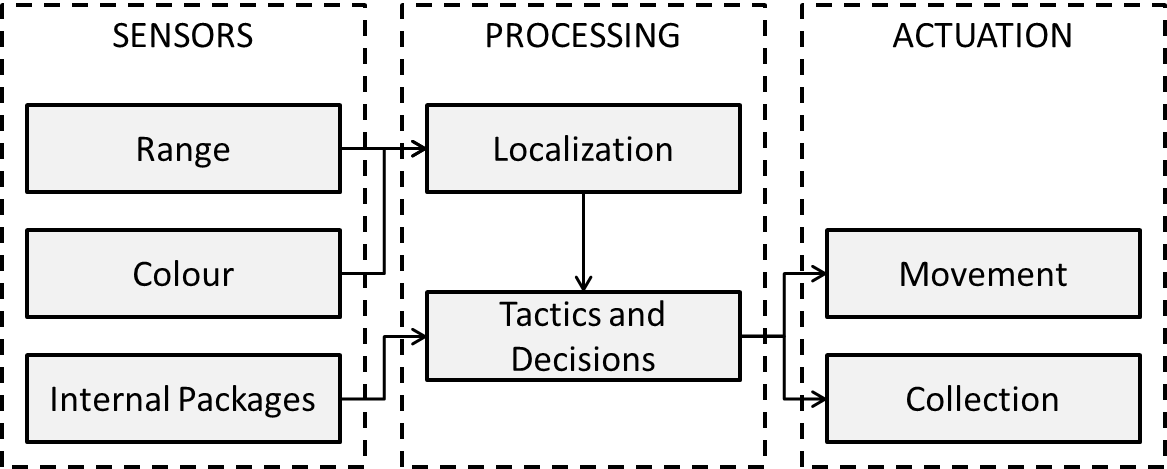 SENSORS
Range
Colour
Internal Packages
PROCESSING
Localization
Tactics and
Decisions
ACTUATION
Movement
Collection